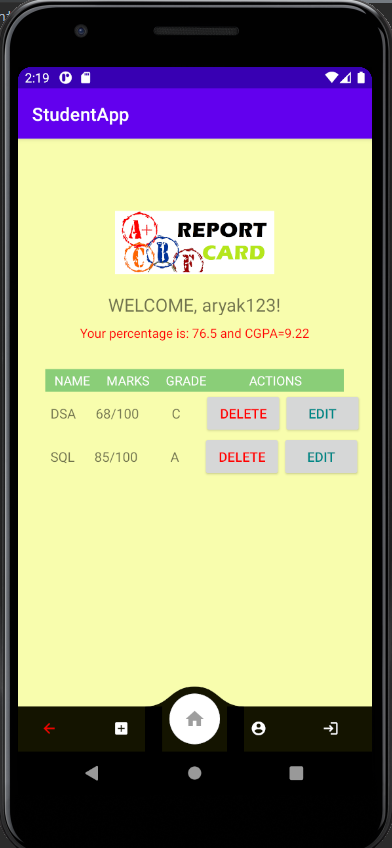 2:19
StudentApp
A+ REPORT
C B F CARD
WELCOME, aryak123!
Your percentage is: 76.5 and CGPA=9.22
NAME MARKS GRADE ACTIONS
DSA 68/100 C DELETE EDIT
SQL 85/100 A DELETE EDIT